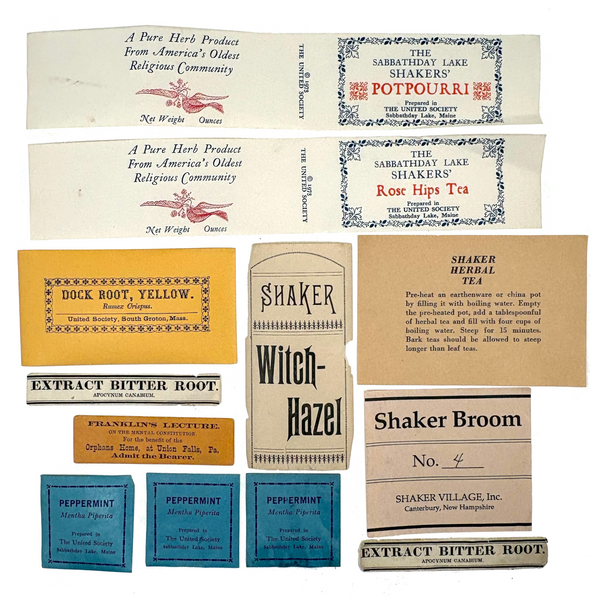 A Pure Herb Product
From America's Oldest
Religious Community
Net Weight Ounces
© 1972
THE UNITED SOCIETY
THE
SABBATHDAY LAKE
SHAKERS'
POTPOURRI
Prepared in
THE UNITED SOCIETY
Sabbathday Lake, Maine
A Pure Herb Product
From America's Oldest
Religious Community
Net Weight Ounces
© 1972
THE UNITED SOCIETY
THE
SABBATHDAY LAKE
SHAKERS'
Rose Hips Tea
Prepared in
THE UNITED SOCIETY
Sabbathday Lake, Maine
DOCK ROOT, YELLOW.
Rumex Crispus.
United Society, South Groton, Mass.
SHAKER
Witch-
Hazel
SHAKER
HERBAL
TEA
Pre-heat an earthenware or china pot
by filling it with boiling water. Empty
the pre-heated pot, add a tablespoonful
of herbal tea and fill with four cups of
boiling water. Steep for 15 minutes.
Bark teas should be allowed to steep
longer than leaf teas.
EXTRACT BITTER ROOT.
APOCYNUM CANABIUM.
FRANKLIN'S LECTURE.
ON THE MENTAL CONSTITUTION
For the benefit of the
Orphans Home, at Union Falls, Pa.
Admit the Bearer.
Shaker Broom
No. 4
SHAKER VILLAGE, Inc.
Canterbury, New Hampshire
PEPPERMINT
Mentha Piperita
Prepared in
The United Society
Sabbathday Lake, Maine
PEPPERMINT
Mentha Piperita
Prepared in
The United Society
Sabbathday Lake, Maine
PEPPERMINT
Mentha Piperita
Prepared in
The United Society
Sabbathday Lake, Maine
EXTRACT BITTER ROOT.
APOCYNUM CANABIUM.